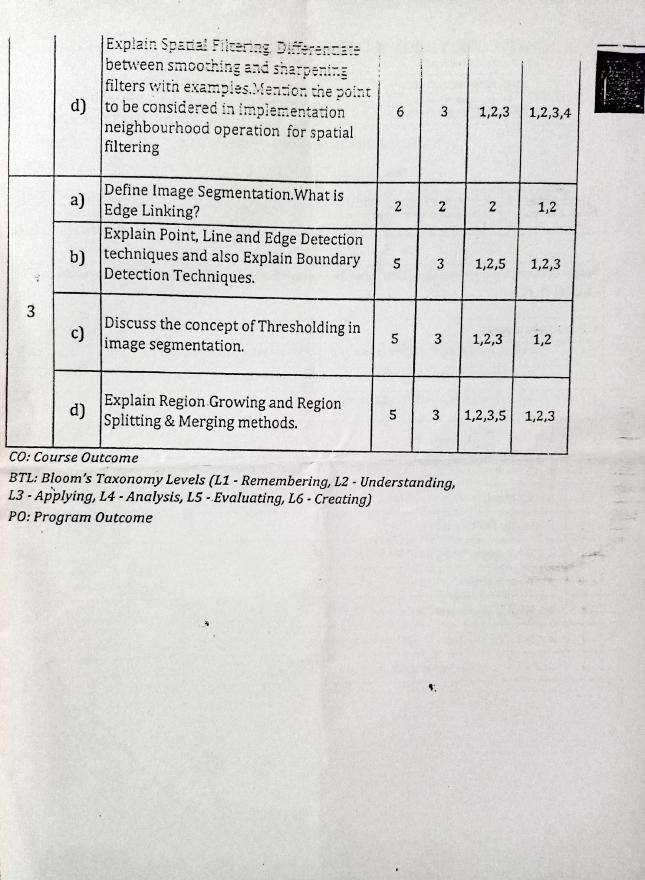 Explain Spatial Filtering. Differentiate
between smoothing and sharpening
filters with examples.Mention the point
d) to be considered in implementation 6 3 1,2,3 1,2,3,4
neighbourhood operation for spatial
filtering
a) Define Image Segmentation.What is
Edge Linking? 2 2 2 1,2
Explain Point, Line and Edge Detection
b) techniques and also Explain Boundary 5 3 1,2,5 1,2,3
Detection Techniques.
3
c) Discuss the concept of Thresholding in
image segmentation. 5 3 1,2,3 1,2
d) Explain Region Growing and Region
Splitting & Merging methods. 5 3 1,2,3,5 1,2,3
CO: Course Outcome
BTL: Bloom's Taxonomy Levels (L1 - Remembering, L2 - Understanding,
L3 - Applying, L4 - Analysis, L5 - Evaluating, L6 - Creating)
PO: Program Outcome